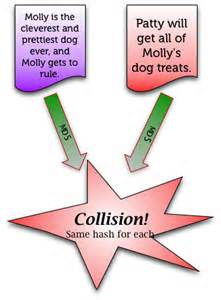 Molly is the
cleverest and
prettiest dog
ever, and
Molly gets to
rule.
Patty will
get all of
Molly's
dog treats.
MD5
MD5
Collision!
Same hash for each